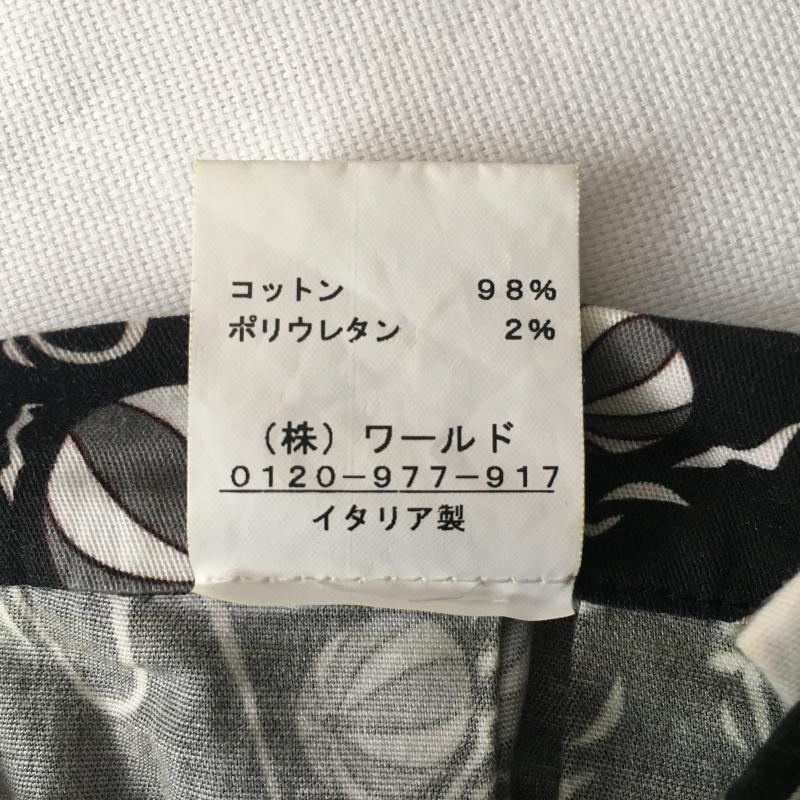 コットン 98%
ポリウレタン 2%
（株）ワールド
0120-977-917
イタリア製